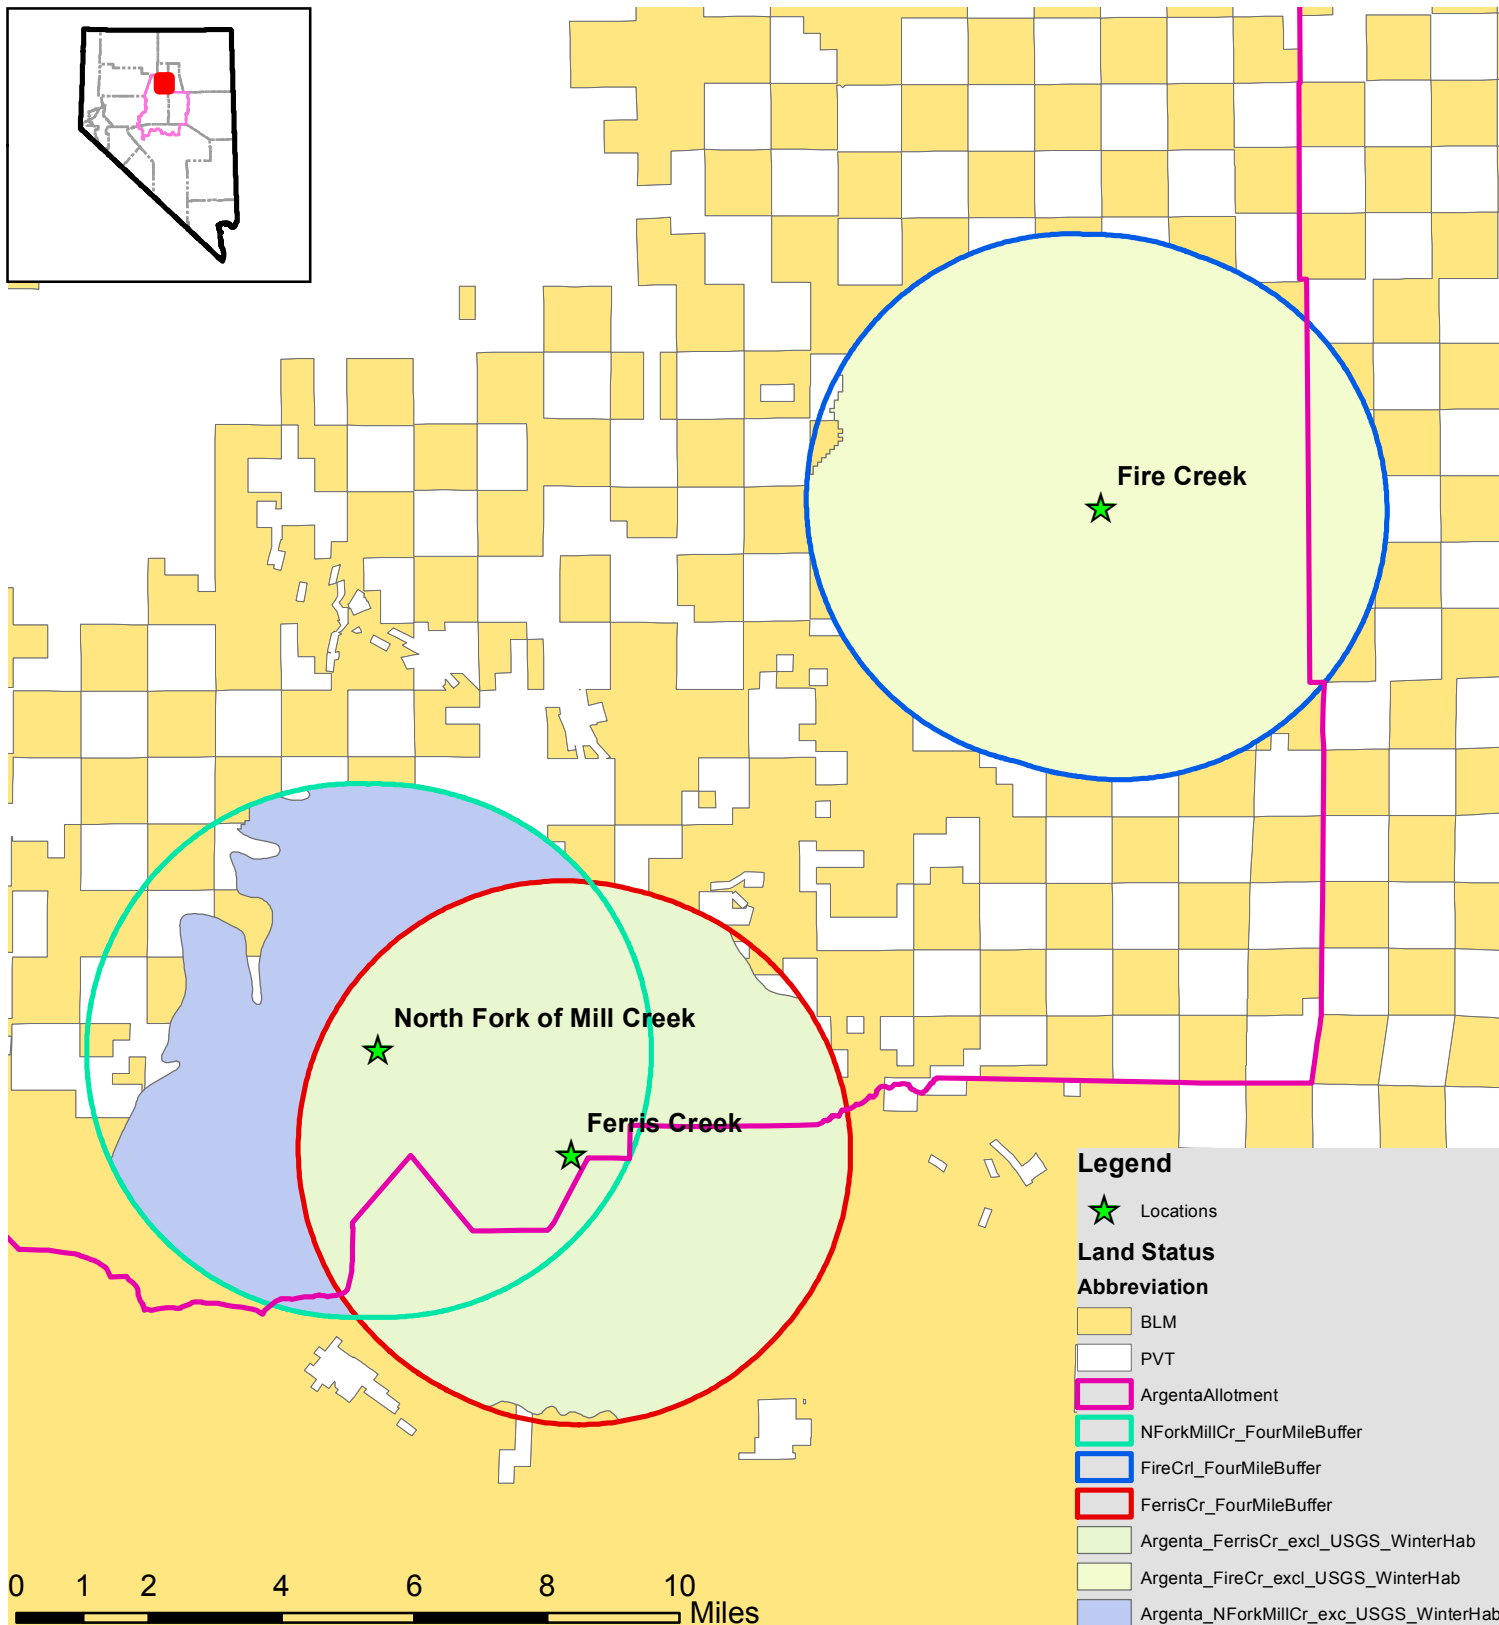 Fire Creek
North Fork of Mill Creek
Ferris Creek
Legend
Locations
Land Status
Abbreviation
BLM
PVT
ArgentaAllotment
NForkMillCr_FourMileBuffer
FireCrl_FourMileBuffer
FerrisCr_FourMileBuffer
Argenta_FerrisCr_excl_USGS_WinterHab
Argenta_FireCr_excl_USGS_WinterHab
Argenta_NForkMillCr_exc_USGS_WinterHab
0 1 2 4 6 8 10
Miles